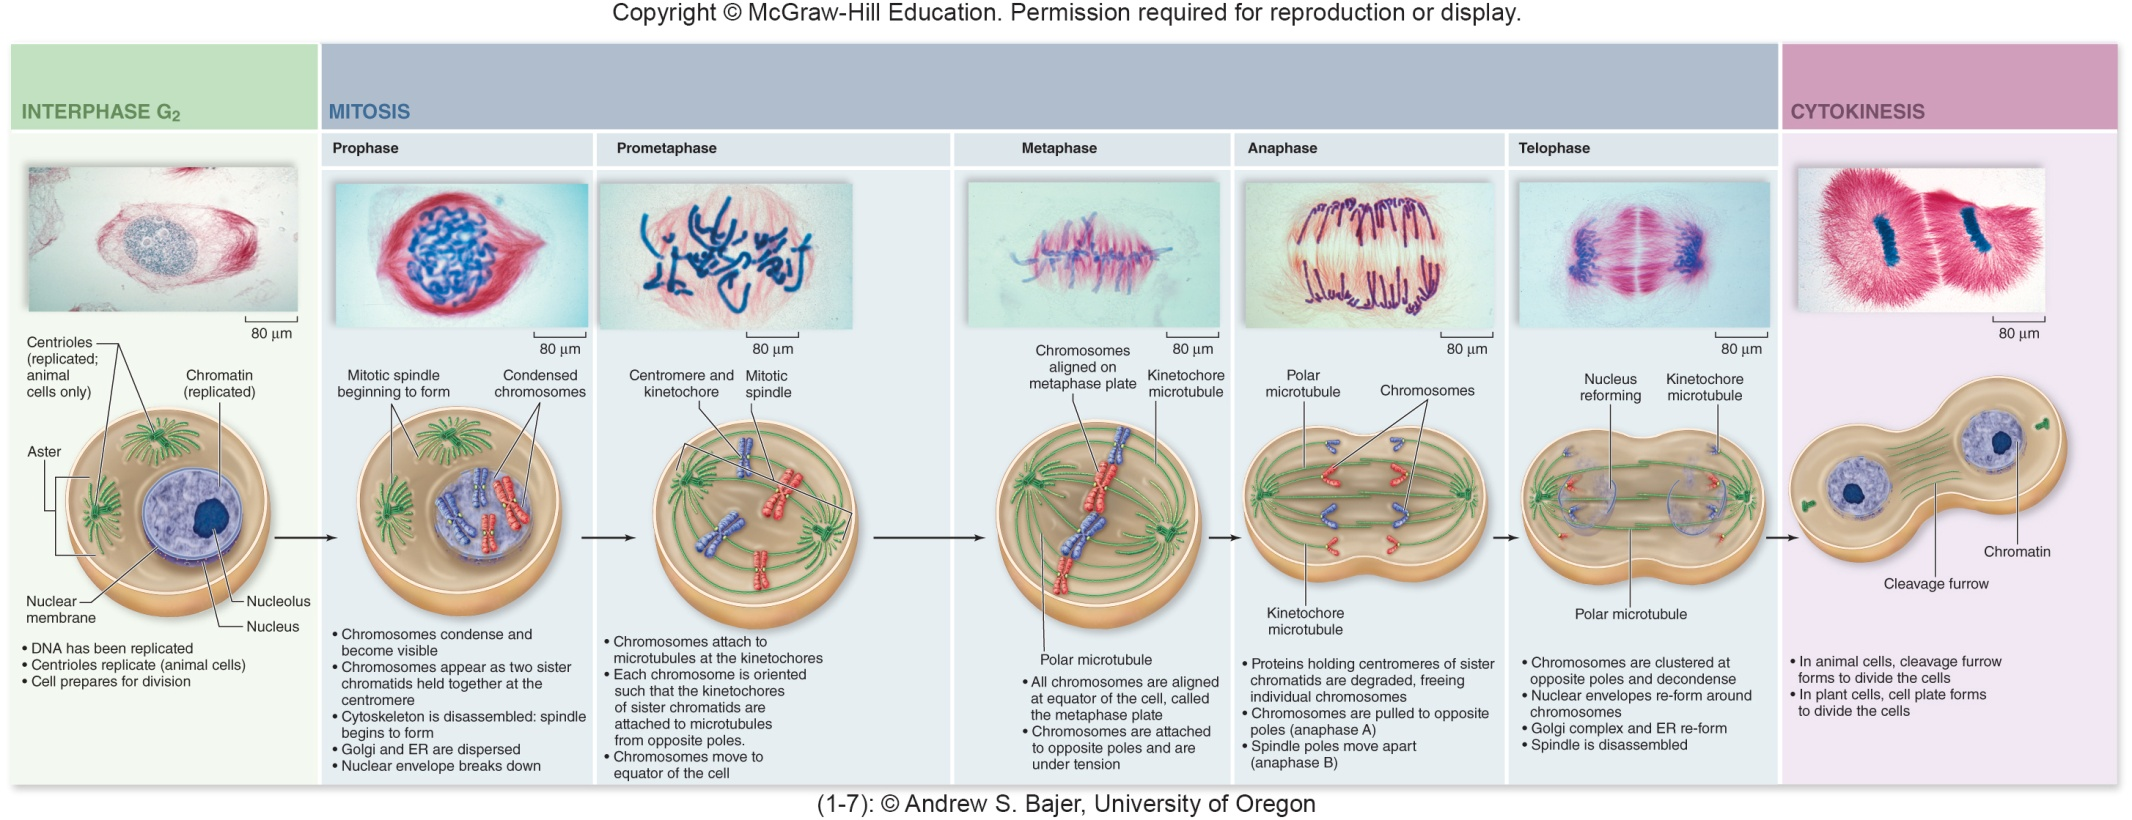 Copyright © McGraw-Hill Education. Permission required for reproduction or display.
INTERPHASE G2
MITOSIS
CYTOKINESIS
Prophase
Prometaphase
Metaphase
Anaphase
Telophase
80 µm
80 µm
80 µm
80 µm
80 µm
80 µm
80 µm
Centrioles
(replicated;
animal
cells only)
Chromatin
(replicated)
Aster
Nuclear
membrane
Nucleolus
Nucleus
• DNA has been replicated
• Centrioles replicate (animal cells)
• Cell prepares for division
Mitotic spindle
beginning to form
Condensed
chromosomes
• Chromosomes condense and
become visible
• Chromosomes appear as two sister
chromatids held together at the
centromere
• Cytoskeleton is disassembled: spindle
begins to form
• Golgi and ER are dispersed
• Nuclear envelope breaks down
Centromere and
kinetochore
Mitotic
spindle
• Chromosomes attach to
microtubules at the kinetochores
• Each chromosome is oriented
such that the kinetochores
of sister chromatids are
attached to microtubules
from opposite poles.
• Chromosomes move to
equator of the cell
Chromosomes
aligned on
metaphase plate
Kinetochore
microtubule
Polar microtubule
• All chromosomes are aligned
at equator of the cell, called
the metaphase plate
• Chromosomes are attached
to opposite poles and are
under tension
Polar
microtubule
Chromosomes
Kinetochore
microtubule
• Proteins holding centromeres of sister
chromatids are degraded, freeing
individual chromosomes
• Chromosomes are pulled to opposite
poles (anaphase A)
• Spindle poles move apart
(anaphase B)
Nucleus
reforming
Kinetochore
microtubule
Polar microtubule
• Chromosomes are clustered at
opposite poles and decondense
• Nuclear envelopes re-form around
chromosomes
• Golgi complex and ER re-form
• Spindle is disassembled
Chromatin
Cleavage furrow
• In animal cells, cleavage furrow
forms to divide the cells
• In plant cells, cell plate forms
to divide the cells
(1-7): © Andrew S. Bajer, University of Oregon